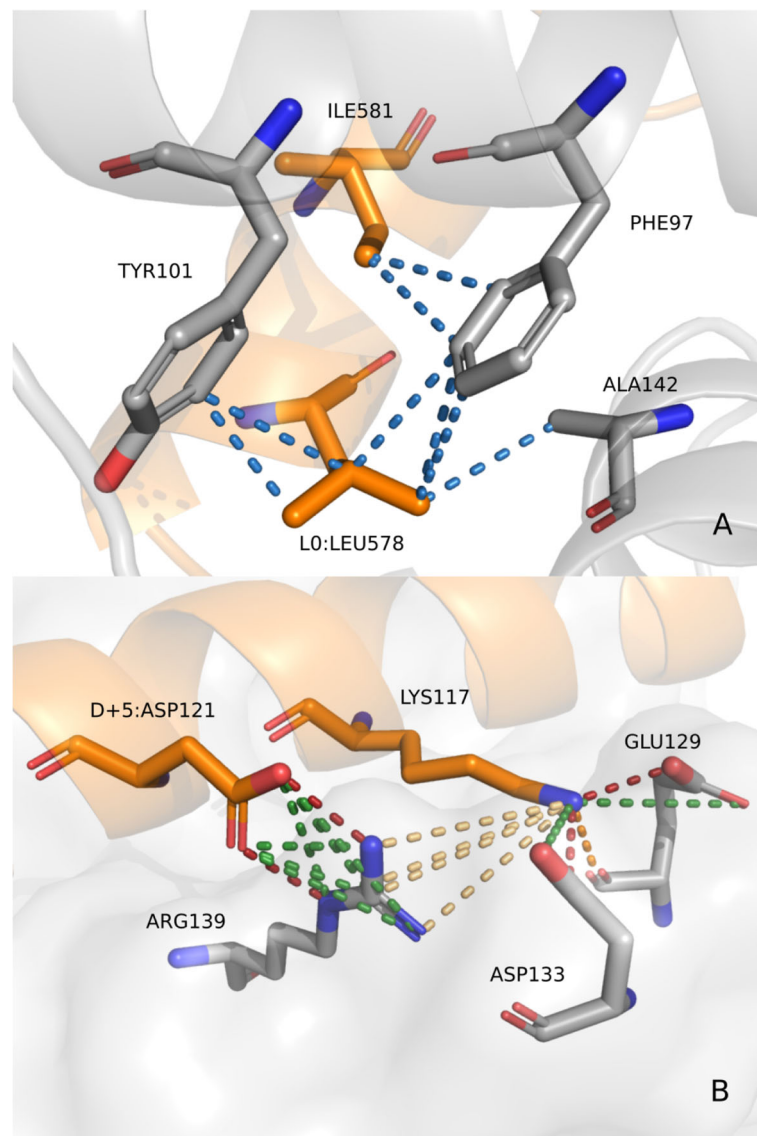 ILE581
PHE97
TYR101
ALA142
L0:LEU578
A
D+5:ASP121
LYS117
GLU129
ARG139
ASP133
B